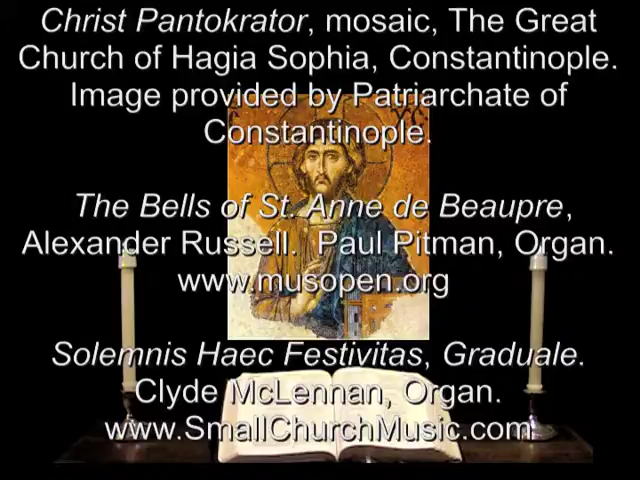 Christ Pantokrator, mosaic, The Great
Church of Hagia Sophia, Constantinople.
Image provided by Patriarchate of
Constantinople.
The Bells of St. Anne de Beaupre,
Alexander Russell. Paul Pitman, Organ.
www.musopen.org
Solemnis Haec Festivitas, Graduale.
Clyde McLennan, Organ.
www.SmallChurchMusic.com